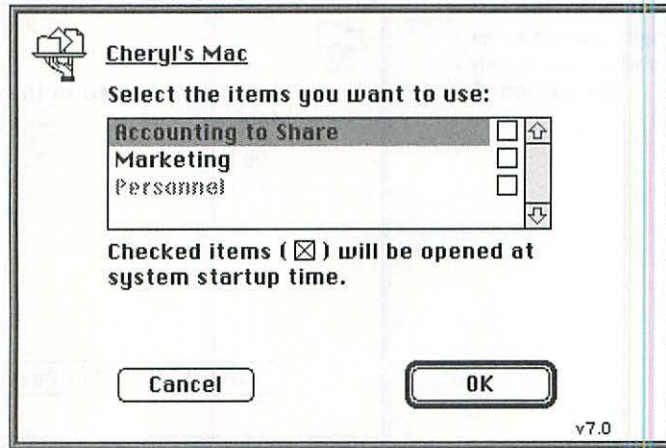 Cheryl's Mac
Select the items you want to use:
Accounting to Share
Marketing
Personnel
Checked items ( ☒ ) will be opened at
system startup time.
Cancel
OK
v7.0